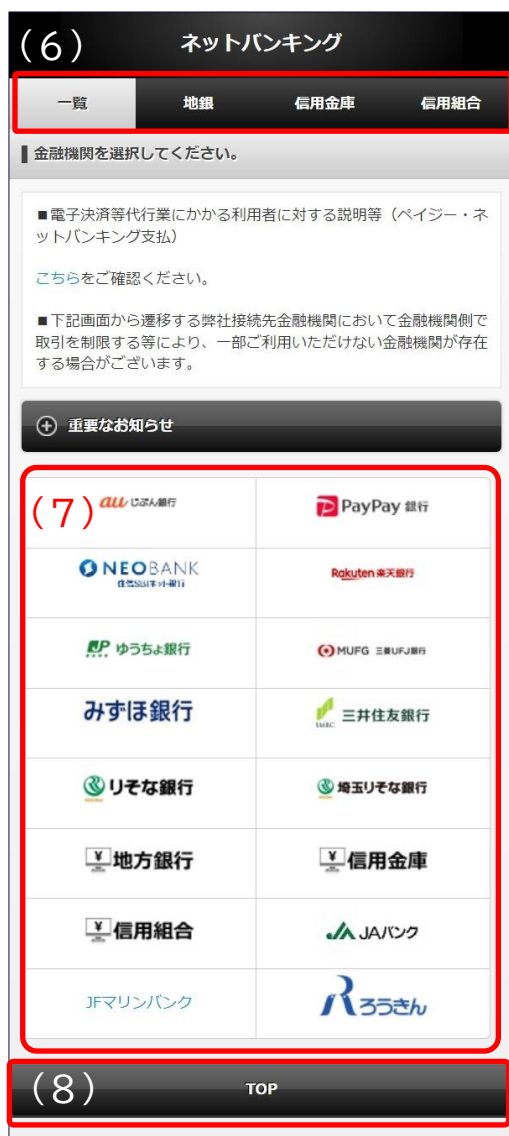 (6) ネットバンキング
一覧 地銀 信用金庫 信用組合
金融機関を選択してください。
■電子決済等代行業にかかる利用者に対する説明等（ペイジー・ネ
ットバンキング支払）
こちらをご確認ください。
■下記画面から遷移する弊社接続先金融機関において金融機関側で
取引を制限する等により、一部ご利用いただけない金融機関が存在
する場合がございます。
重要なお知らせ
(7) au じぶん銀行 PayPay 銀行
NEOBANK Rakuten 楽天銀行
住信SBIネット銀行
ゆうちょ銀行 MUFG 三菱UFJ銀行
みずほ銀行 SMBC 三井住友銀行
りそな銀行 埼玉りそな銀行
¥ 地方銀行 ¥ 信用金庫
¥ 信用組合 JAバンク
JFマリンバンク ろうきん
(8) TOP